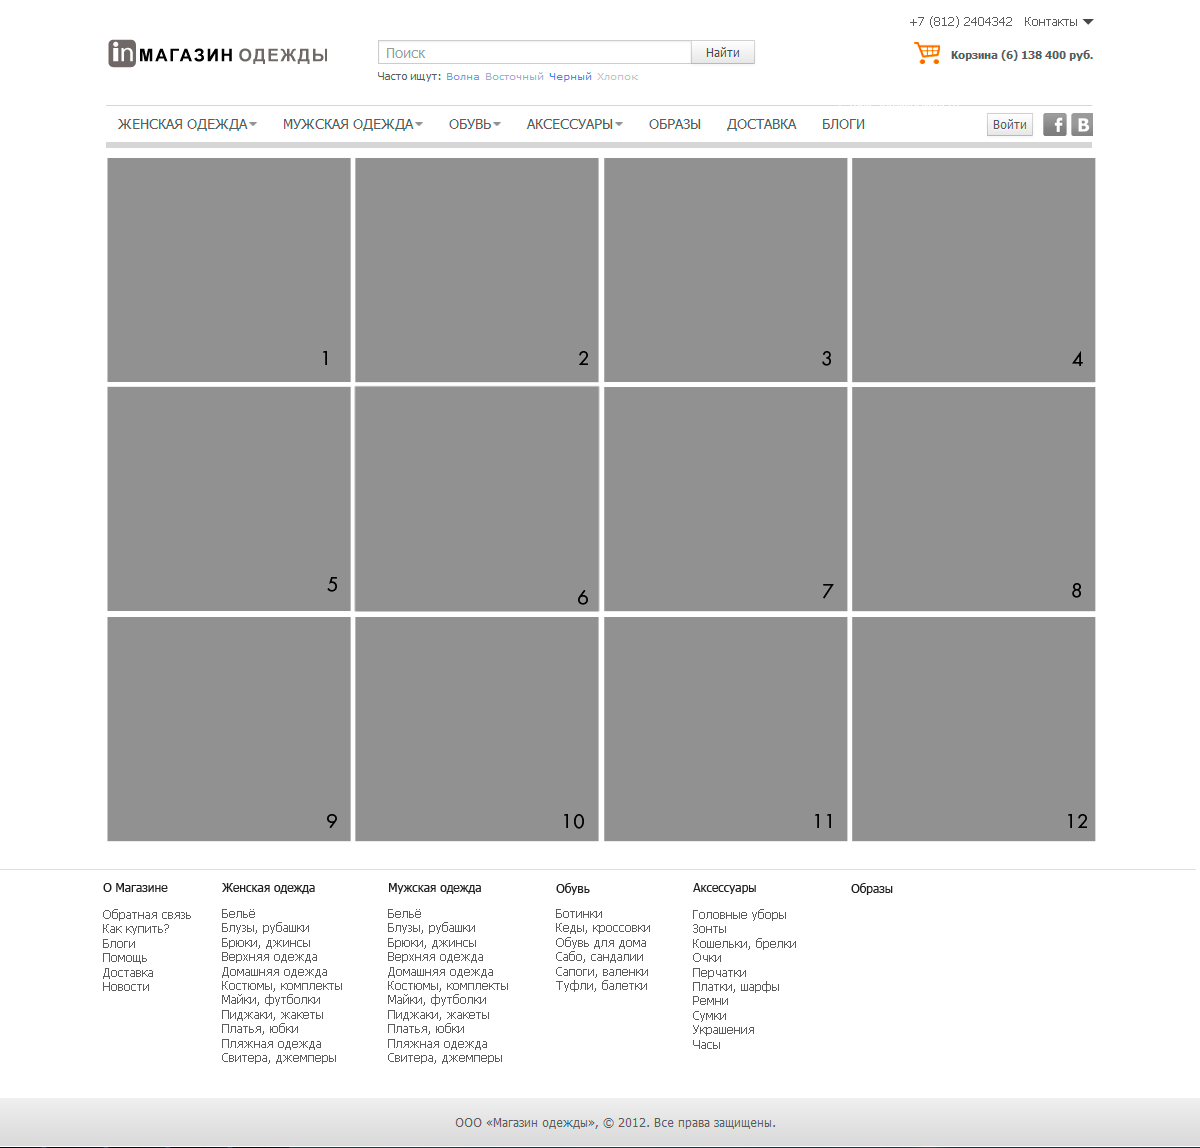 +7 (812) 2404342 Контакты
in МАГАЗИН ОДЕЖДЫ
Поиск Найти
Корзина (6) 138 400 руб.
Часто ищут: Волна Восточный Черный Хлопок
ЖЕНСКАЯ ОДЕЖДА МУЖСКАЯ ОДЕЖДА ОБУВЬ АКСЕССУАРЫ ОБРАЗЫ ДОСТАВКА БЛОГИ Войти f B
1 2 3 4
5 6 7 8
9 10 11 12
О Магазине
Обратная связь
Как купить?
Блоги
Помощь
Доставка
Новости
Женская одежда
Бельё
Блузы, рубашки
Брюки, джинсы
Верхняя одежда
Домашняя одежда
Костюмы, комплекты
Майки, футболки
Пиджаки, жакеты
Платья, юбки
Пляжная одежда
Свитера, джемперы
Мужская одежда
Бельё
Блузы, рубашки
Брюки, джинсы
Верхняя одежда
Домашняя одежда
Костюмы, комплекты
Майки, футболки
Пиджаки, жакеты
Платья, юбки
Пляжная одежда
Свитера, джемперы
Обувь
Ботинки
Кеды, кроссовки
Обувь для дома
Сабо, сандалии
Сапоги, валенки
Туфли, балетки
Аксессуары
Головные уборы
Зонты
Кошельки, брелки
Очки
Перчатки
Платки, шарфы
Ремни
Сумки
Украшения
Часы
Образы
ООО «Магазин одежды», © 2012. Все права защищены.